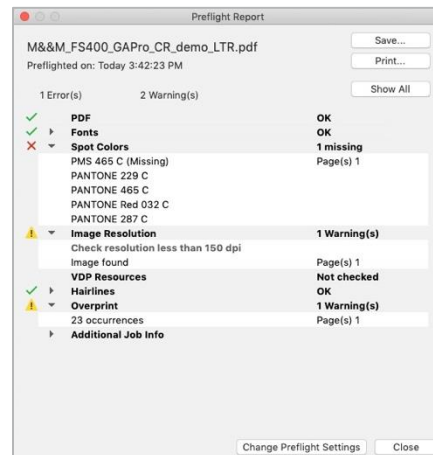 Preflight Report
M&&M_FS400_GAPro_CR_demo_LTR.pdf
Save...
Preflighted on: Today 3:42:23 PM
Print...
1 Error(s) 2 Warning(s)
Show All
PDF OK
Fonts OK
Spot Colors 1 missing
PMS 465 C (Missing) Page(s) 1
PANTONE 229 C
PANTONE 465 C
PANTONE Red 032 C
PANTONE 287 C
Image Resolution 1 Warning(s)
Check resolution less than 150 dpi
Image found Page(s) 1
VDP Resources Not checked
Hairlines OK
Overprint 1 Warning(s)
23 occurrences Page(s) 1
Additional Job Info
Change Preflight Settings Close